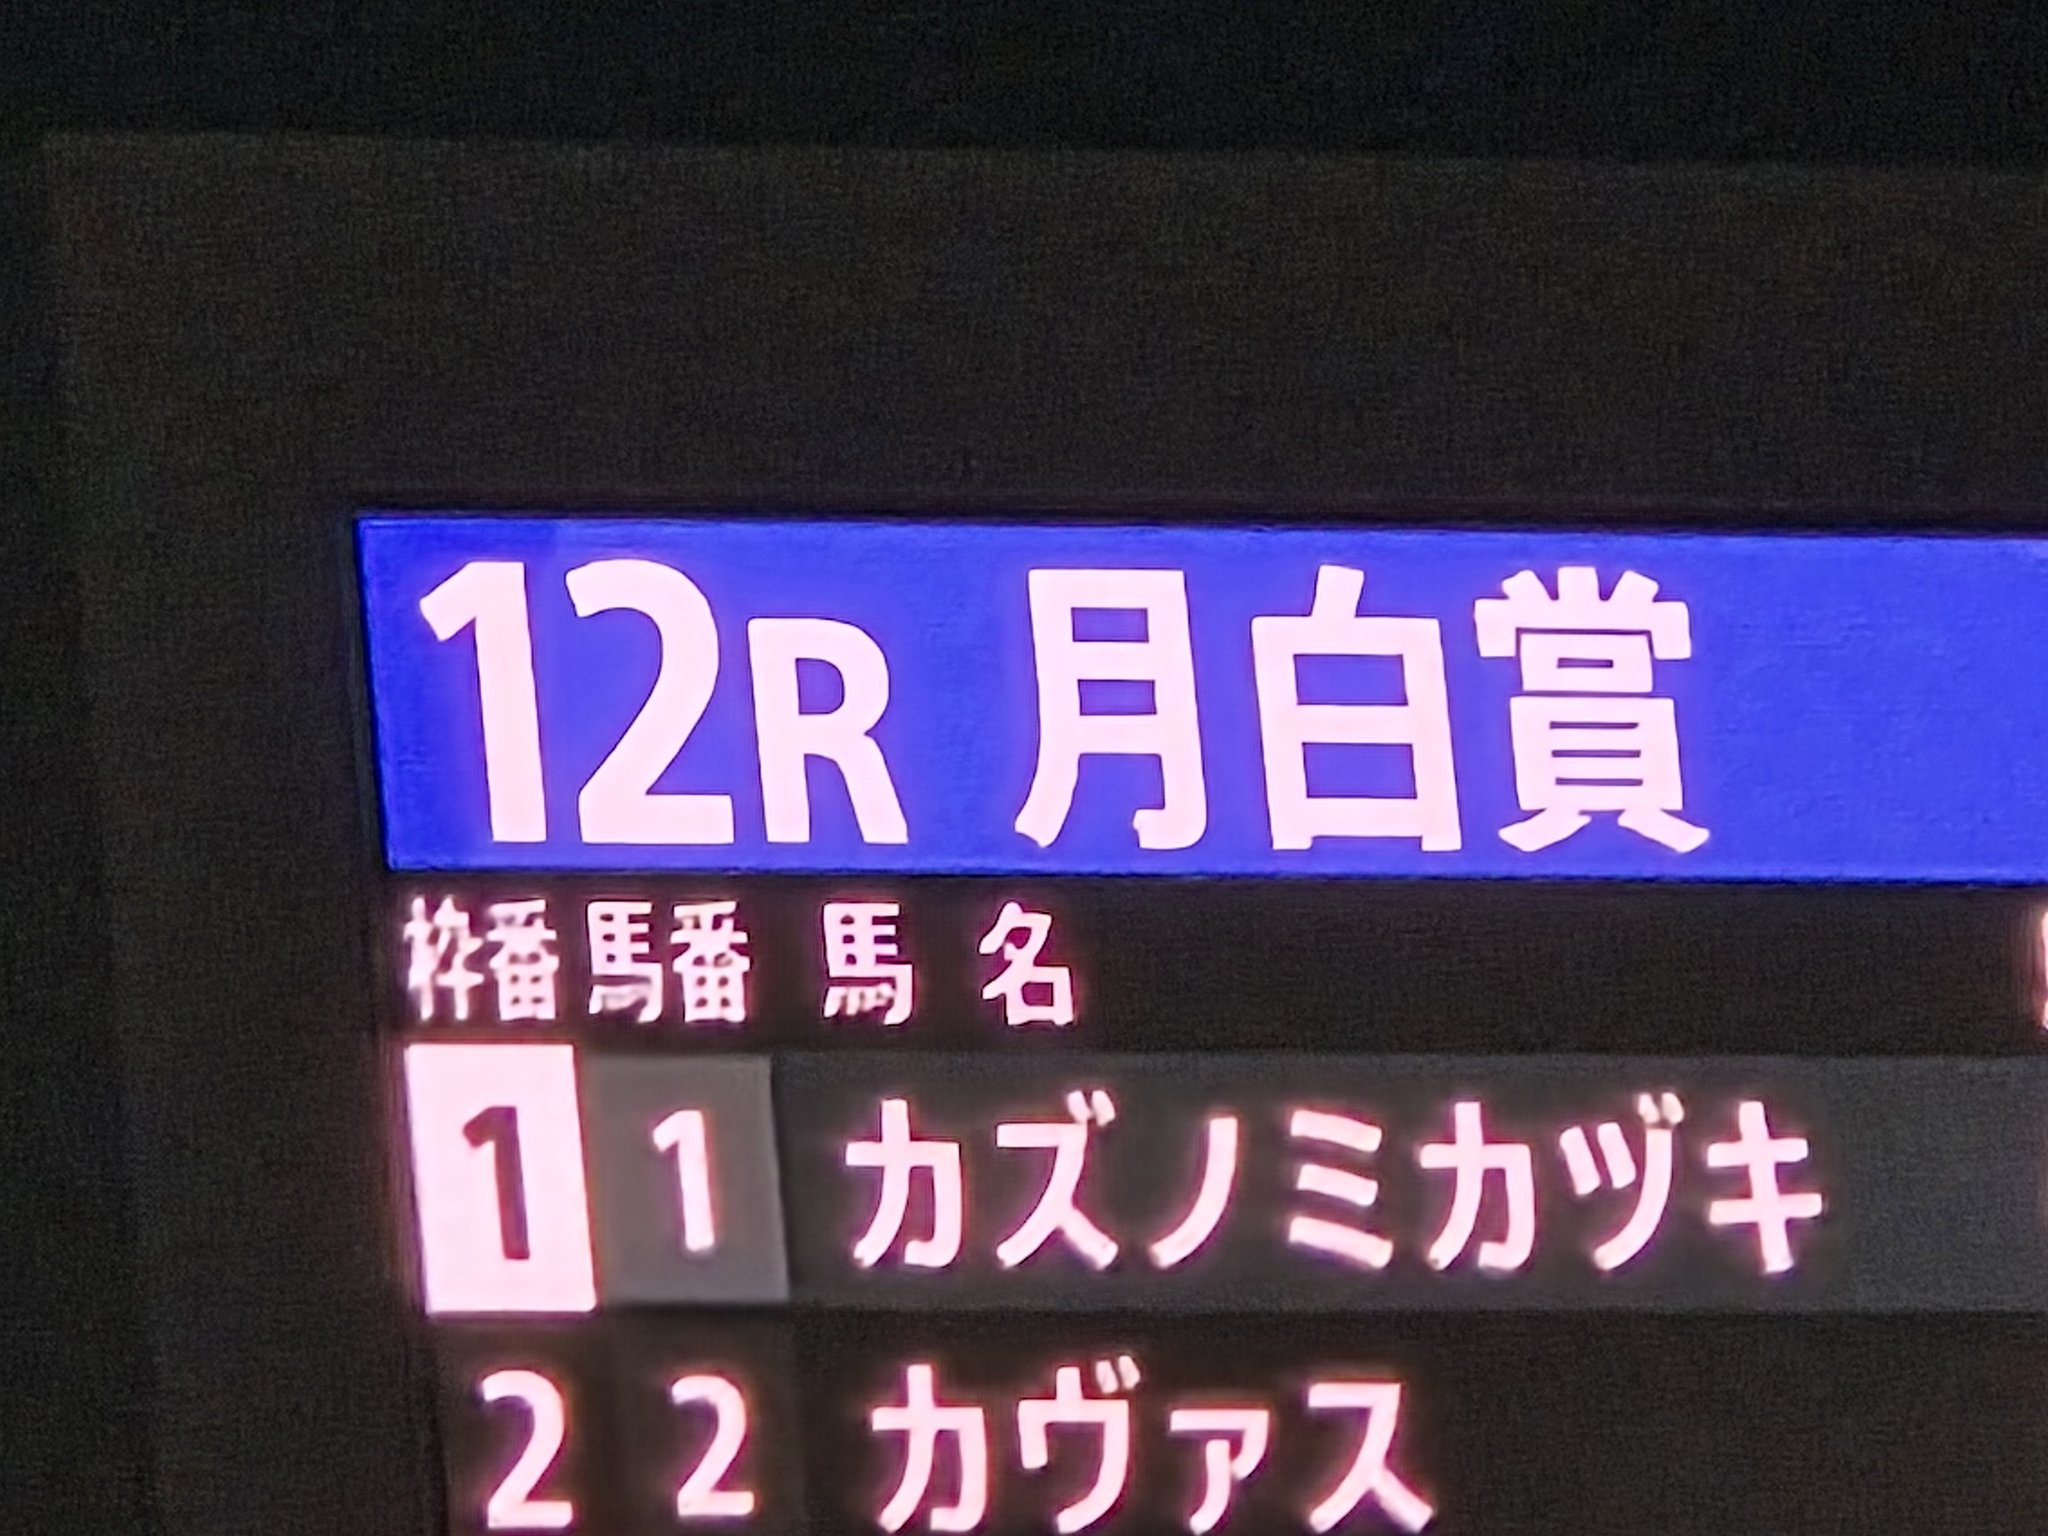 12R 月白賞
枠番 馬番 馬名
1 1 カズノミカヅキ
2 2 カヴァス